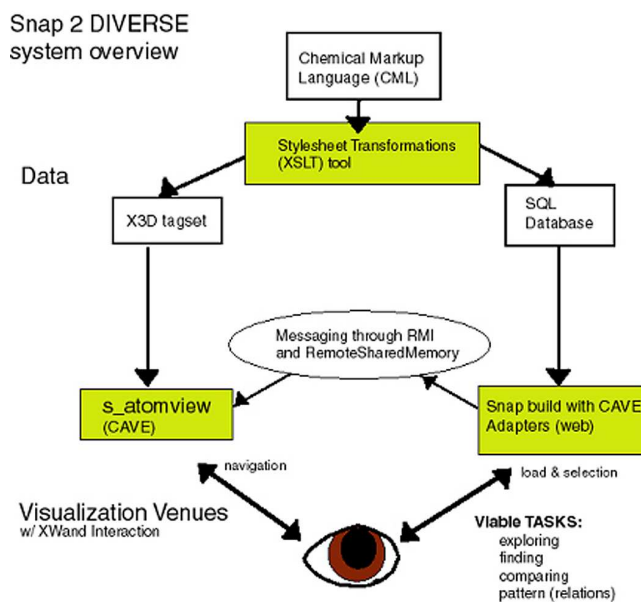 Snap 2 DIVERSE
system overview
Chemical Markup
Language (CML)
Stylesheet Transformations
(XSLT) tool
Data
X3D tagset
SQL
Database
Messaging through RMI
and RemoteSharedMemory
s_atomview
(CAVE)
Snap build with CAVE
Adapters (web)
navigation
load & selection
Visualization Venues
w/ XWand Interaction
Viable TASKS:
exploring
finding
comparing
pattern (relations)